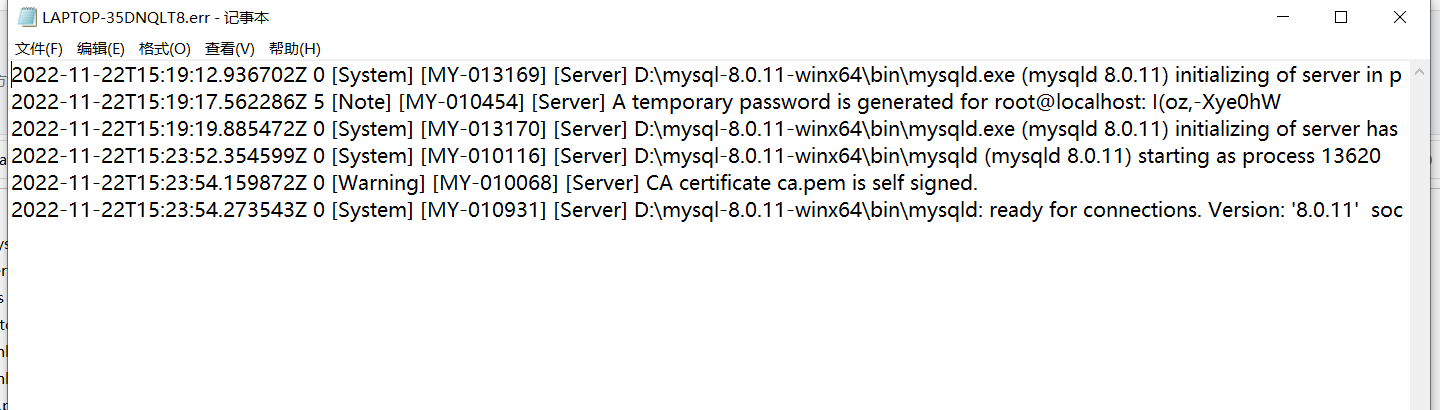 LAPTOP-35DNQLT8.err - 记事本
文件(F) 编辑(E) 格式(O) 查看(V) 帮助(H)
2022-11-22T15:19:12.936702Z 0 [System] [MY-013169] [Server] D:\mysql-8.0.11-winx64\bin\mysqld.exe (mysqld 8.0.11) initializing of server in p
2022-11-22T15:19:17.562286Z 5 [Note] [MY-010454] [Server] A temporary password is generated for root@localhost: I(oz,-Xye0hW
2022-11-22T15:19:19.885472Z 0 [System] [MY-013170] [Server] D:\mysql-8.0.11-winx64\bin\mysqld.exe (mysqld 8.0.11) initializing of server has
2022-11-22T15:23:52.354599Z 0 [System] [MY-010116] [Server] D:\mysql-8.0.11-winx64\bin\mysqld (mysqld 8.0.11) starting as process 13620
2022-11-22T15:23:54.159872Z 0 [Warning] [MY-010068] [Server] CA certificate ca.pem is self signed.
2022-11-22T15:23:54.273543Z 0 [System] [MY-010931] [Server] D:\mysql-8.0.11-winx64\bin\mysqld: ready for connections. Version: '8.0.11'  soc